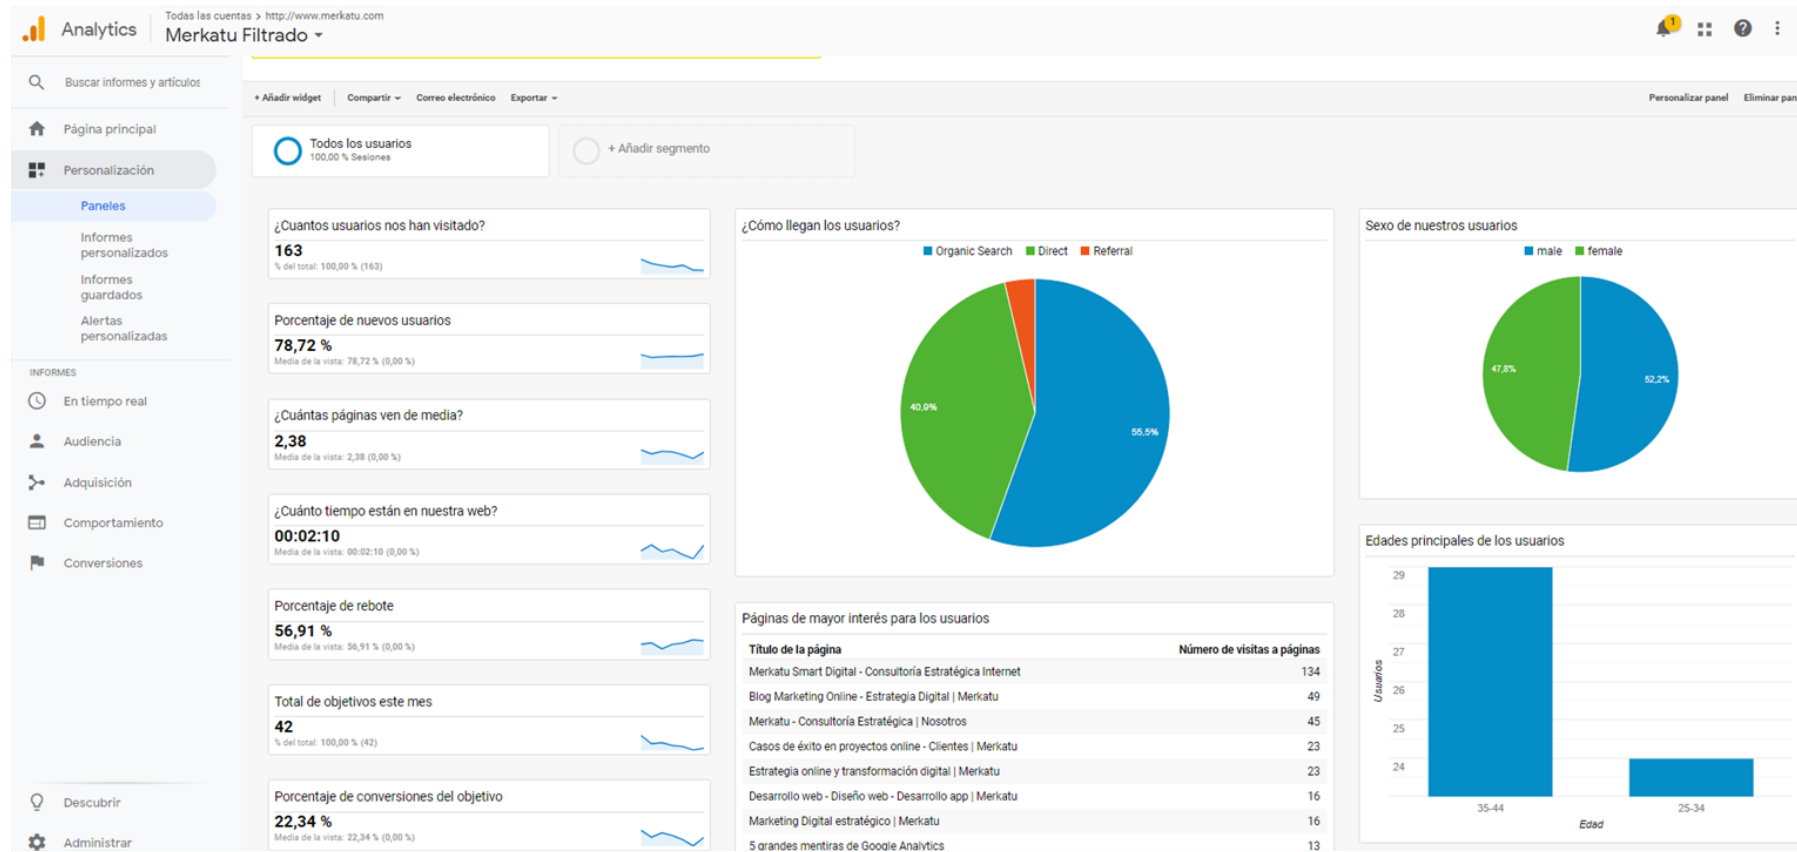 Analytics
Todas las cuentas > http://www.merkatu.com
Merkatu Filtrado
1
Buscar informes y artículos
Página principal
Personalización
Paneles
Informes
personalizados
Informes
guardados
Alertas
personalizadas
INFORMES
En tiempo real
Audiencia
Adquisición
Comportamiento
Conversiones
Descubrir
Administrar
+ Añadir widget
Compartir
Correo electrónico
Exportar
Personalizar panel
Eliminar pan
Todos los usuarios
100,00 % Sesiones
+ Añadir segmento
¿Cuantos usuarios nos han visitado?
163
% del total: 100,00 % (163)
Porcentaje de nuevos usuarios
78,72 %
Media de la vista: 78,72 % (0,00 %)
¿Cuántas páginas ven de media?
2,38
Media de la vista: 2,38 (0,00 %)
¿Cuánto tiempo están en nuestra web?
00:02:10
Media de la vista: 00:02:10 (0,00 %)
Porcentaje de rebote
56,91 %
Media de la vista: 56,91 % (0,00 %)
Total de objetivos este mes
42
% del total: 100,00 % (42)
Porcentaje de conversiones del objetivo
22,34 %
Media de la vista: 22,34 % (0,00 %)
¿Cómo llegan los usuarios?
Organic Search Direct Referral
40,9%
55,5%
Páginas de mayor interés para los usuarios
Título de la página Número de visitas a páginas
Merkatu Smart Digital - Consultoría Estratégica Internet 134
Blog Marketing Online - Estrategia Digital | Merkatu 49
Merkatu - Consultoría Estratégica | Nosotros 45
Casos de éxito en proyectos online - Clientes | Merkatu 23
Estrategia online y transformación digital | Merkatu 23
Desarrollo web - Diseño web - Desarrollo app | Merkatu 16
Marketing Digital estratégico | Merkatu 16
5 grandes mentiras de Google Analytics 13
Sexo de nuestros usuarios
male female
47,8%
52,2%
Edades principales de los usuarios
29
28
27
26
25
24
Usuarios
35-44 25-34
Edad